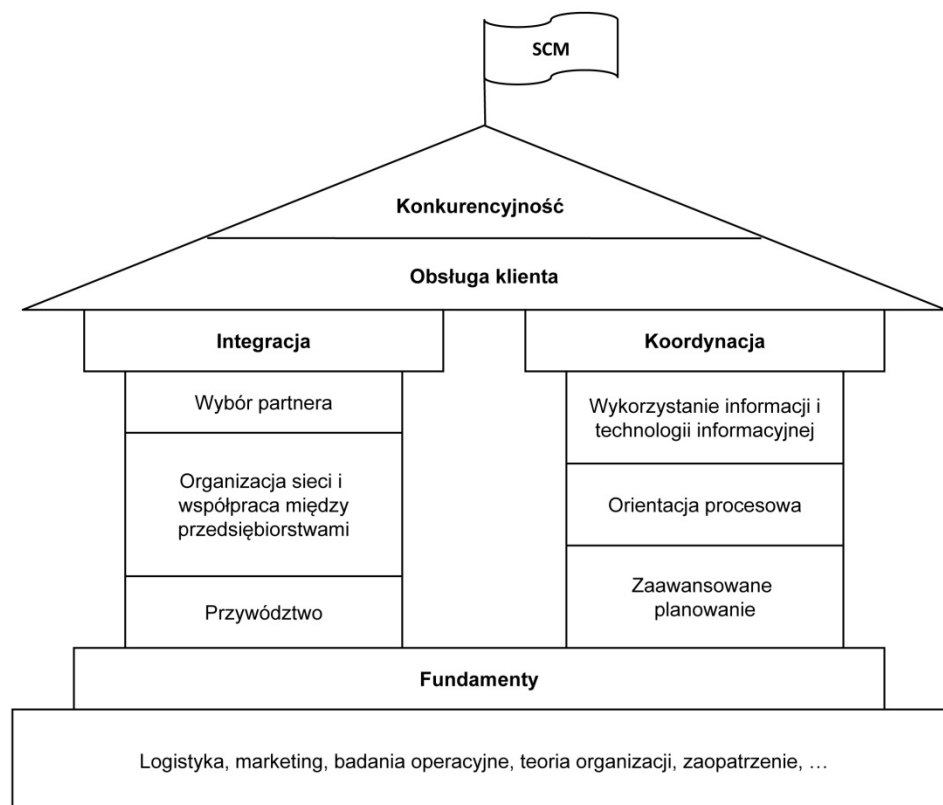 SCM
Konkurencyjność
Obsługa klienta
Integracja
Wybór partnera
Organizacja sieci i
współpraca między
przedsiębiorstwami
Przywództwo
Koordynacja
Wykorzystanie informacji i
technologii informacyjnej
Orientacja procesowa
Zaawansowane
planowanie
Fundamenty
Logistyka, marketing, badania operacyjne, teoria organizacji, zaopatrzenie, …